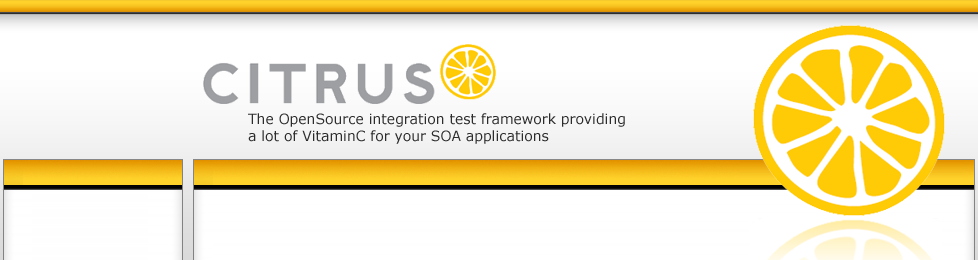 CITRUS
The OpenSource integration test framework providing
a lot of VitaminC for your SOA applications